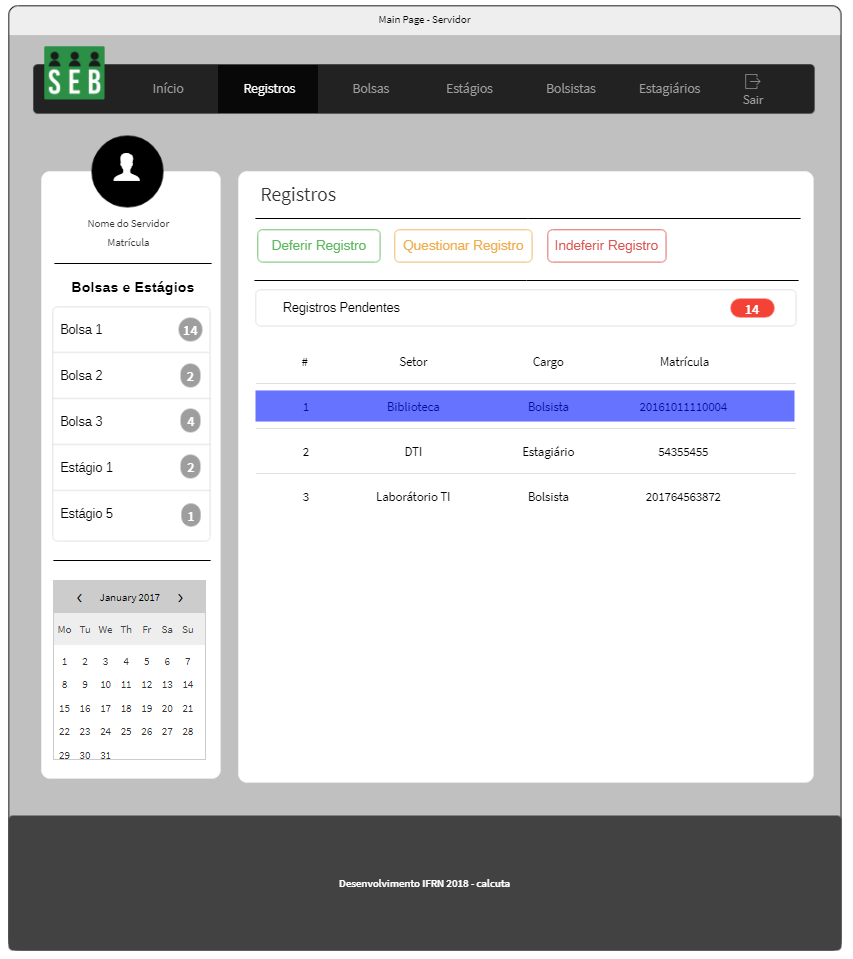 Main Page - Servidor
SEB
Início Registros Bolsas Estágios Bolsistas Estagiários Sair
Nome do Servidor
Matrícula
Bolsas e Estágios
Bolsa 1 14
Bolsa 2 2
Bolsa 3 4
Estágio 1 2
Estágio 5 1
January 2017
Mo Tu We Th Fr Sa Su
1 2 3 4 5 6 7
8 9 10 11 12 13 14
15 16 17 18 19 20 21
22 23 24 25 26 27 28
29 30 31
Registros
Deferir Registro Questionar Registro Indeferir Registro
Registros Pendentes 14
# Setor Cargo Matrícula
1 Biblioteca Bolsista 20161011110004
2 DTI Estagiário 54355455
3 Laborátorio TI Bolsista 201764563872
Desenvolvimento IFRN 2018 - calcuta